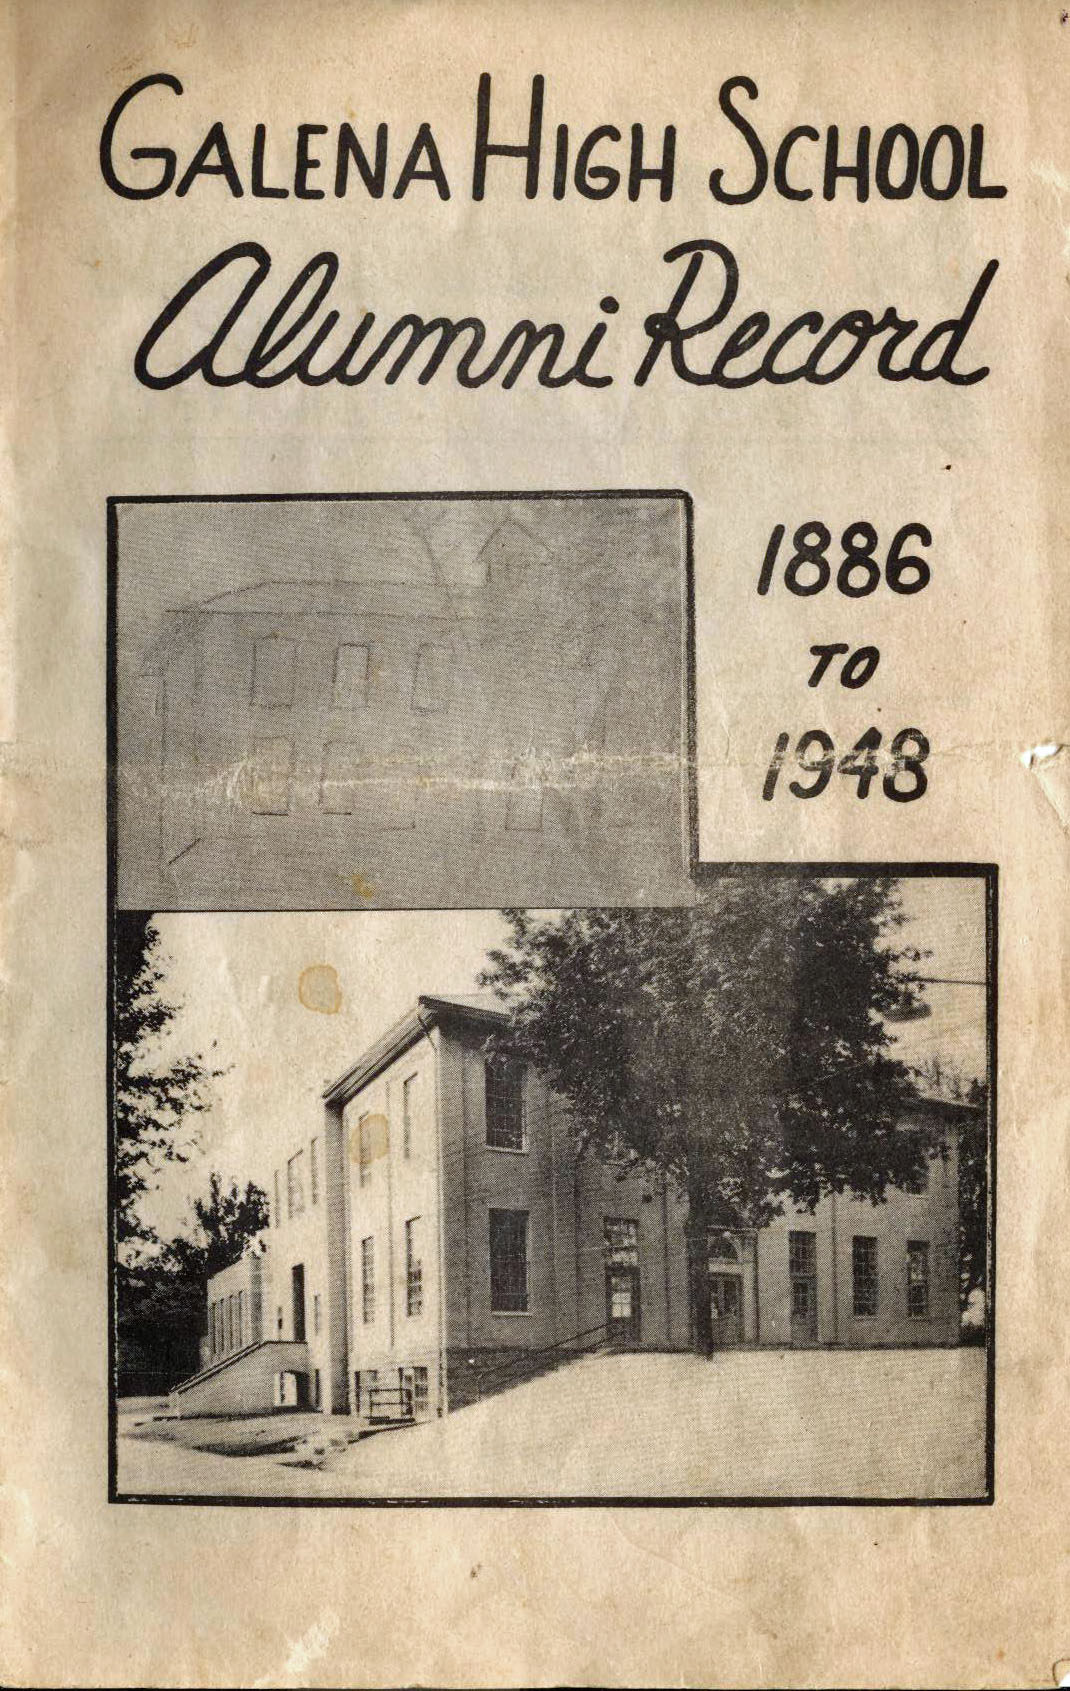 GALENA HIGH SCHOOL
Alumni Record
1886
TO
1948